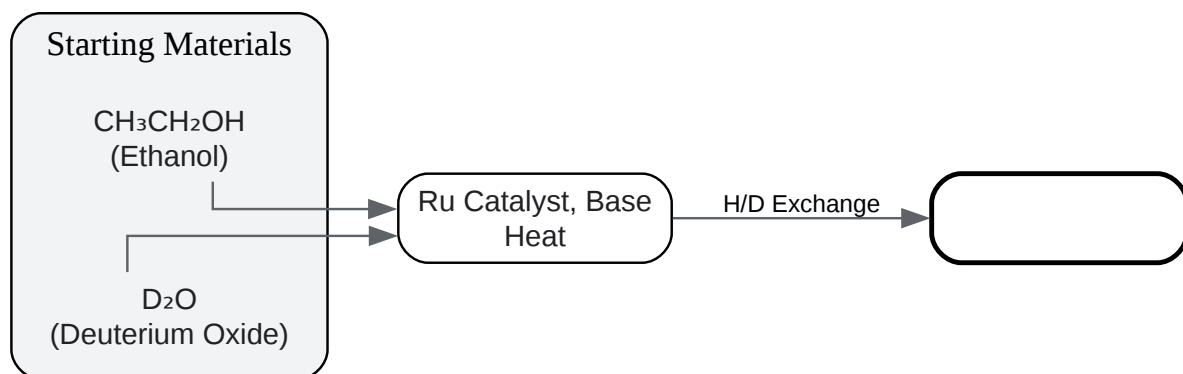 Starting Materials
CH₃CH₂OH
(Ethanol)
D₂O
(Deuterium Oxide)
Ru Catalyst, Base
Heat
H/D Exchange